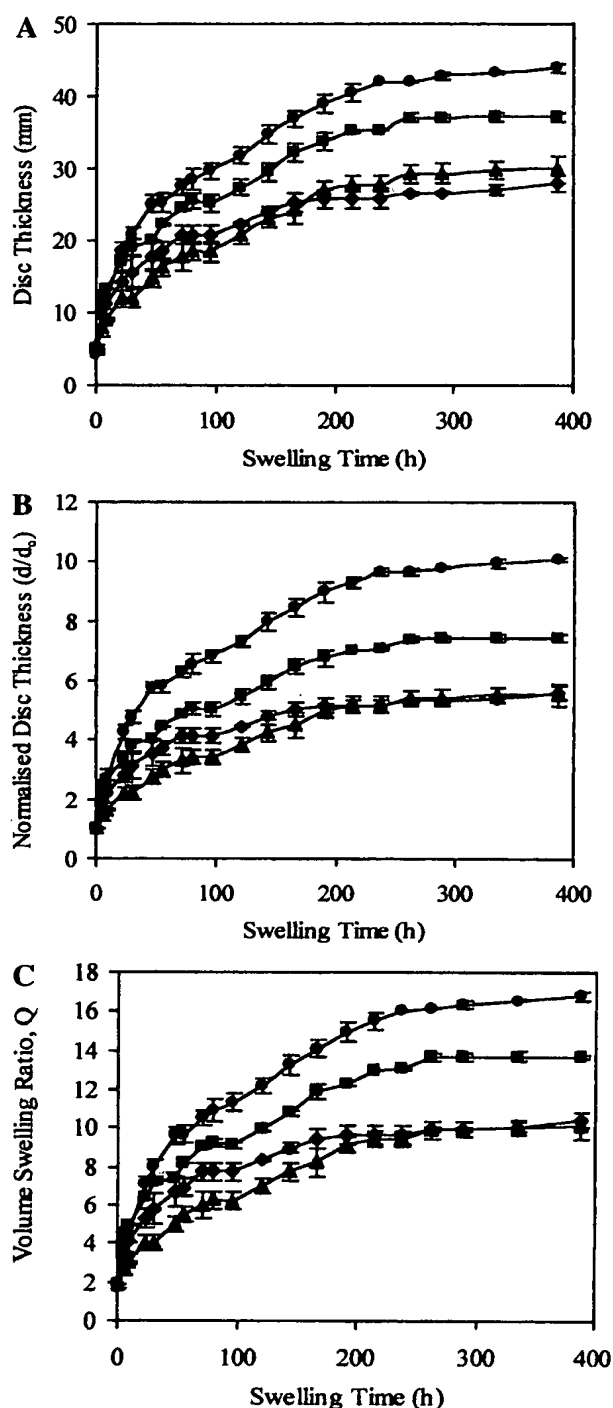 A
50
40
30
20
10
0
Disc Thickness (mm)
0 100 200 300 400
Swelling Time (h)
B
12
10
8
6
4
2
0
Normalised Disc Thickness (d/d₀)
0 100 200 300 400
Swelling Time (h)
C
18
16
14
12
10
8
6
4
2
0
Volume Swelling Ratio, Q
0 100 200 300 400
Swelling Time (h)